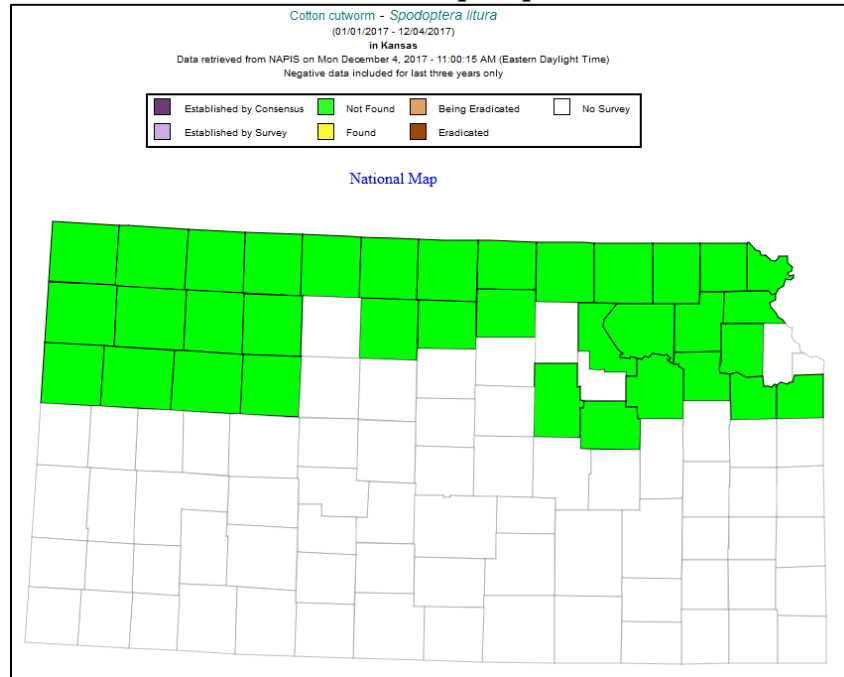 Cotton cutworm - Spodoptera litura
(01/01/2017 - 12/04/2017)
in Kansas
Data retrieved from NAPIS on Mon December 4, 2017 - 11:00:15 AM (Eastern Daylight Time)
Negative data included for last three years only
Established by Consensus Not Found Being Eradicated No Survey
Established by Survey Found Eradicated
National Map